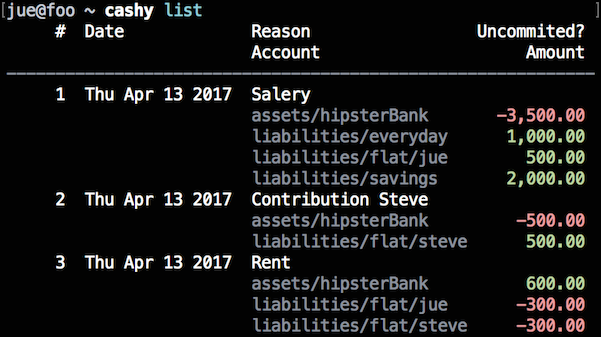 [jue@foo ~ cashy list]
# Date Reason Uncommited?
Account Amount
1 Thu Apr 13 2017 Salery
assets/hipsterBank −3,500.00
liabilities/everyday 1,000.00
liabilities/flat/jue 500.00
liabilities/savings 2,000.00
2 Thu Apr 13 2017 Contribution Steve
assets/hipsterBank −500.00
liabilities/flat/steve 500.00
3 Thu Apr 13 2017 Rent
assets/hipsterBank 600.00
liabilities/flat/jue −300.00
liabilities/flat/steve −300.00